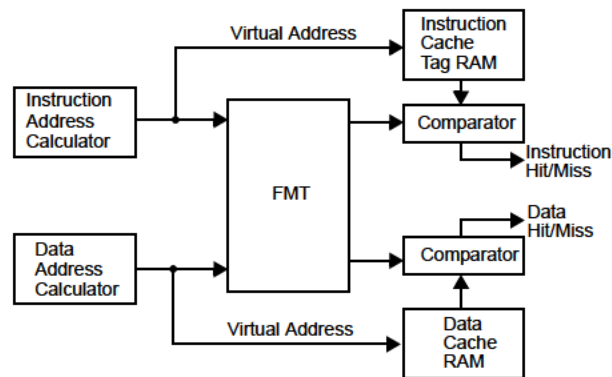 Virtual Address
Instruction
Cache
Tag RAM
Instruction
Address
Calculator
Comparator
Instruction
Hit/Miss
FMT
Data
Hit/Miss
Data
Address
Calculator
Comparator
Virtual Address
Data
Cache
RAM